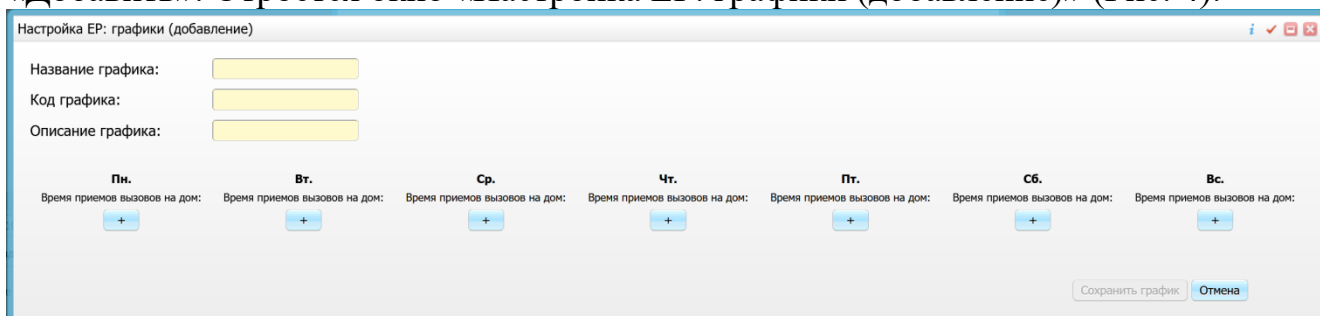 Настройка ЕР: графики (добавление)
Название графика:
Код графика:
Описание графика:
Пн. Вт. Ср. Чт. Пт. Сб. Вс.
Время приемов вызовов на дом: Время приемов вызовов на дом: Время приемов вызовов на дом: Время приемов вызовов на дом: Время приемов вызовов на дом: Время приемов вызовов на дом: Время приемов вызовов на дом:
+ + + + + + +
Сохранить график Отмена